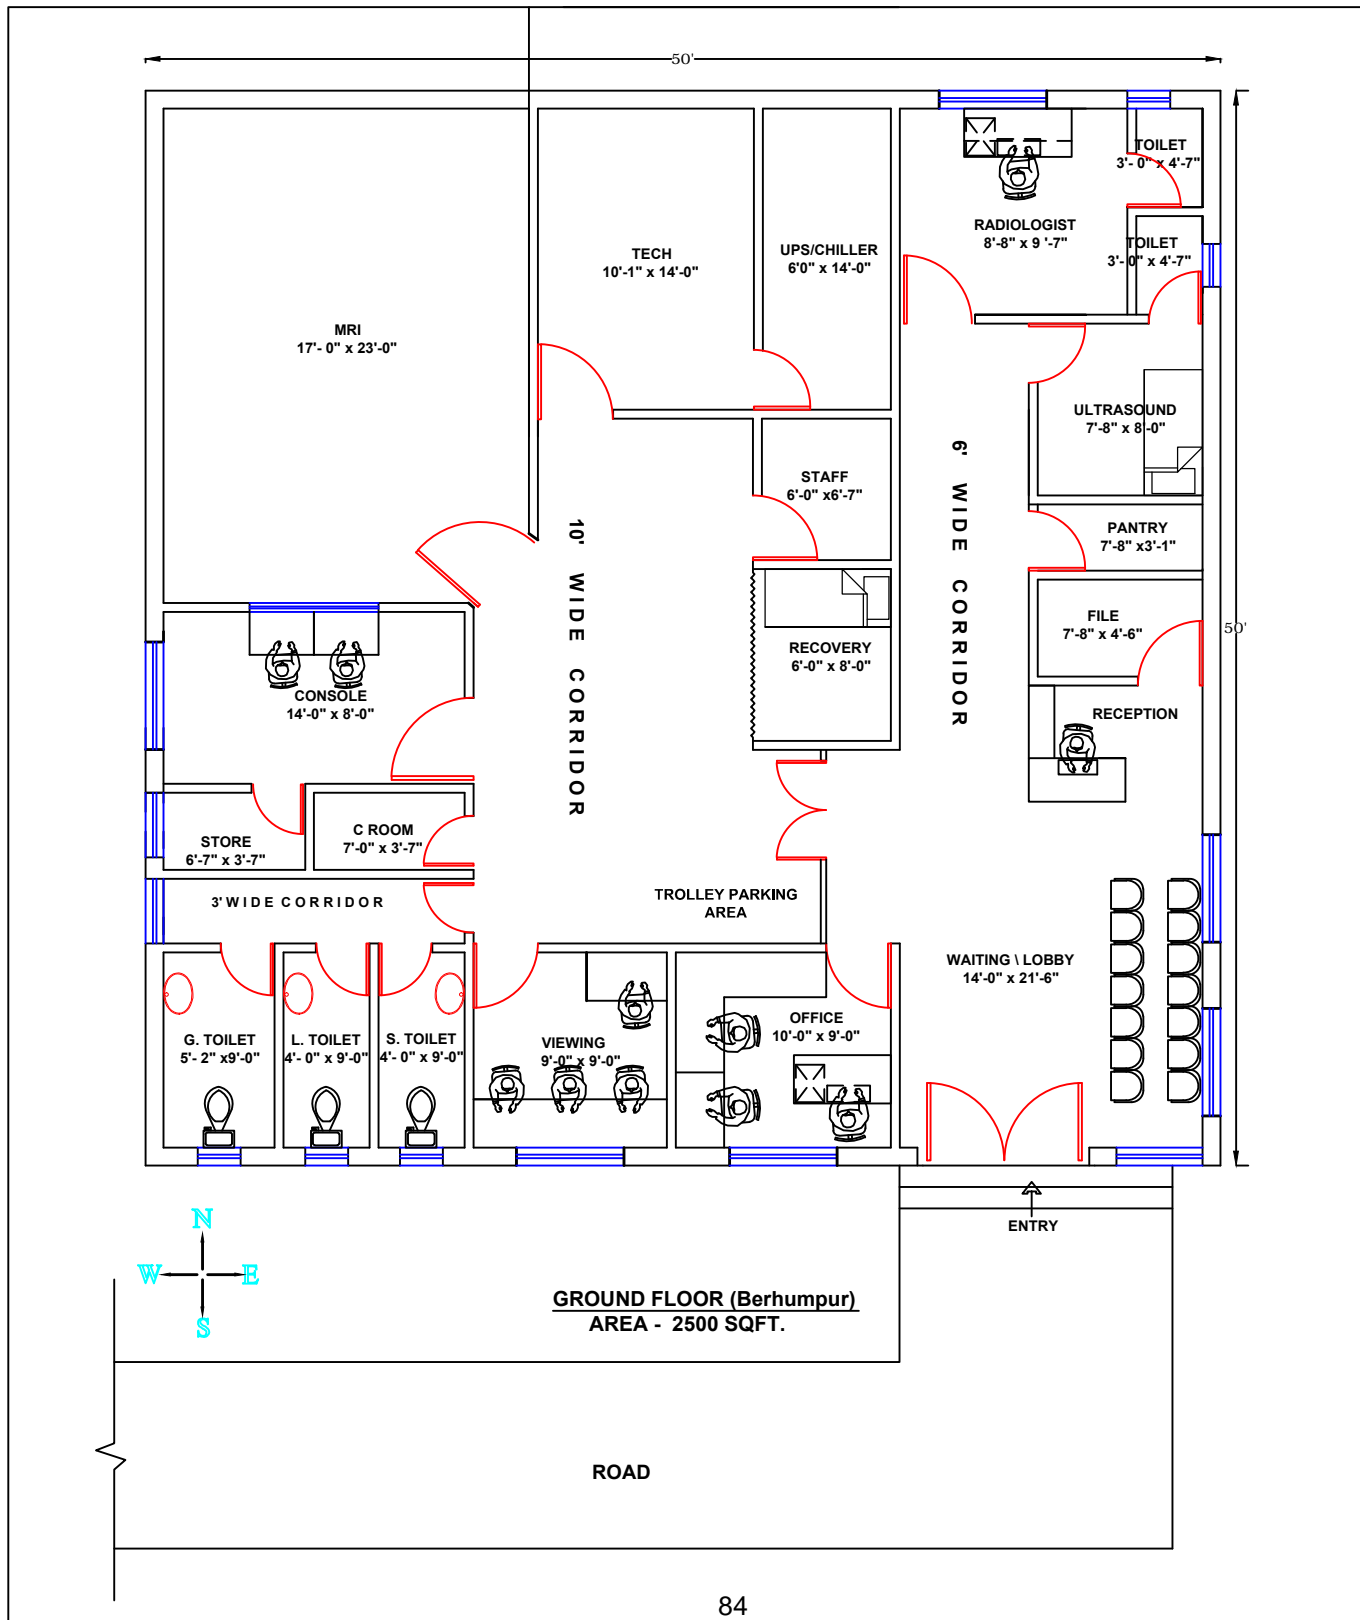 50'
TOILET
3'- 0" x 4'-7"
RADIOLOGIST
8'-8" x 9 '-7"
TOILET
3'- 0" x 4'-7"
TECH
10'-1" x 14'-0"
UPS/CHILLER
6'0" x 14'-0"
MRI
17'- 0" x 23'-0"
ULTRASOUND
7'-8" x 8'-0"
STAFF
6'-0" x6'-7"
6' WIDE CORRIDOR
10' WIDE CORRIDOR
PANTRY
7'-8" x3'-1"
FILE
7'-8" x 4'-6"
50'
RECOVERY
6'-0" x 8'-0"
CONSOLE
14'-0" x 8'-0"
RECEPTION
STORE
6'-7" x 3'-7"
C ROOM
7'-0" x 3'-7"
3' WIDE CORRIDOR
TROLLEY PARKING
AREA
WAITING \ LOBBY
14'-0" x 21'-6"
G. TOILET
5'- 2" x9'-0"
L. TOILET
4'- 0" x 9'-0"
S. TOILET
4'- 0" x 9'-0"
VIEWING
9'-0" x 9'-0"
OFFICE
10'-0" x 9'-0"
ENTRY
N
W E
S
GROUND FLOOR (Berhumpur)
AREA - 2500 SQFT.
ROAD
84